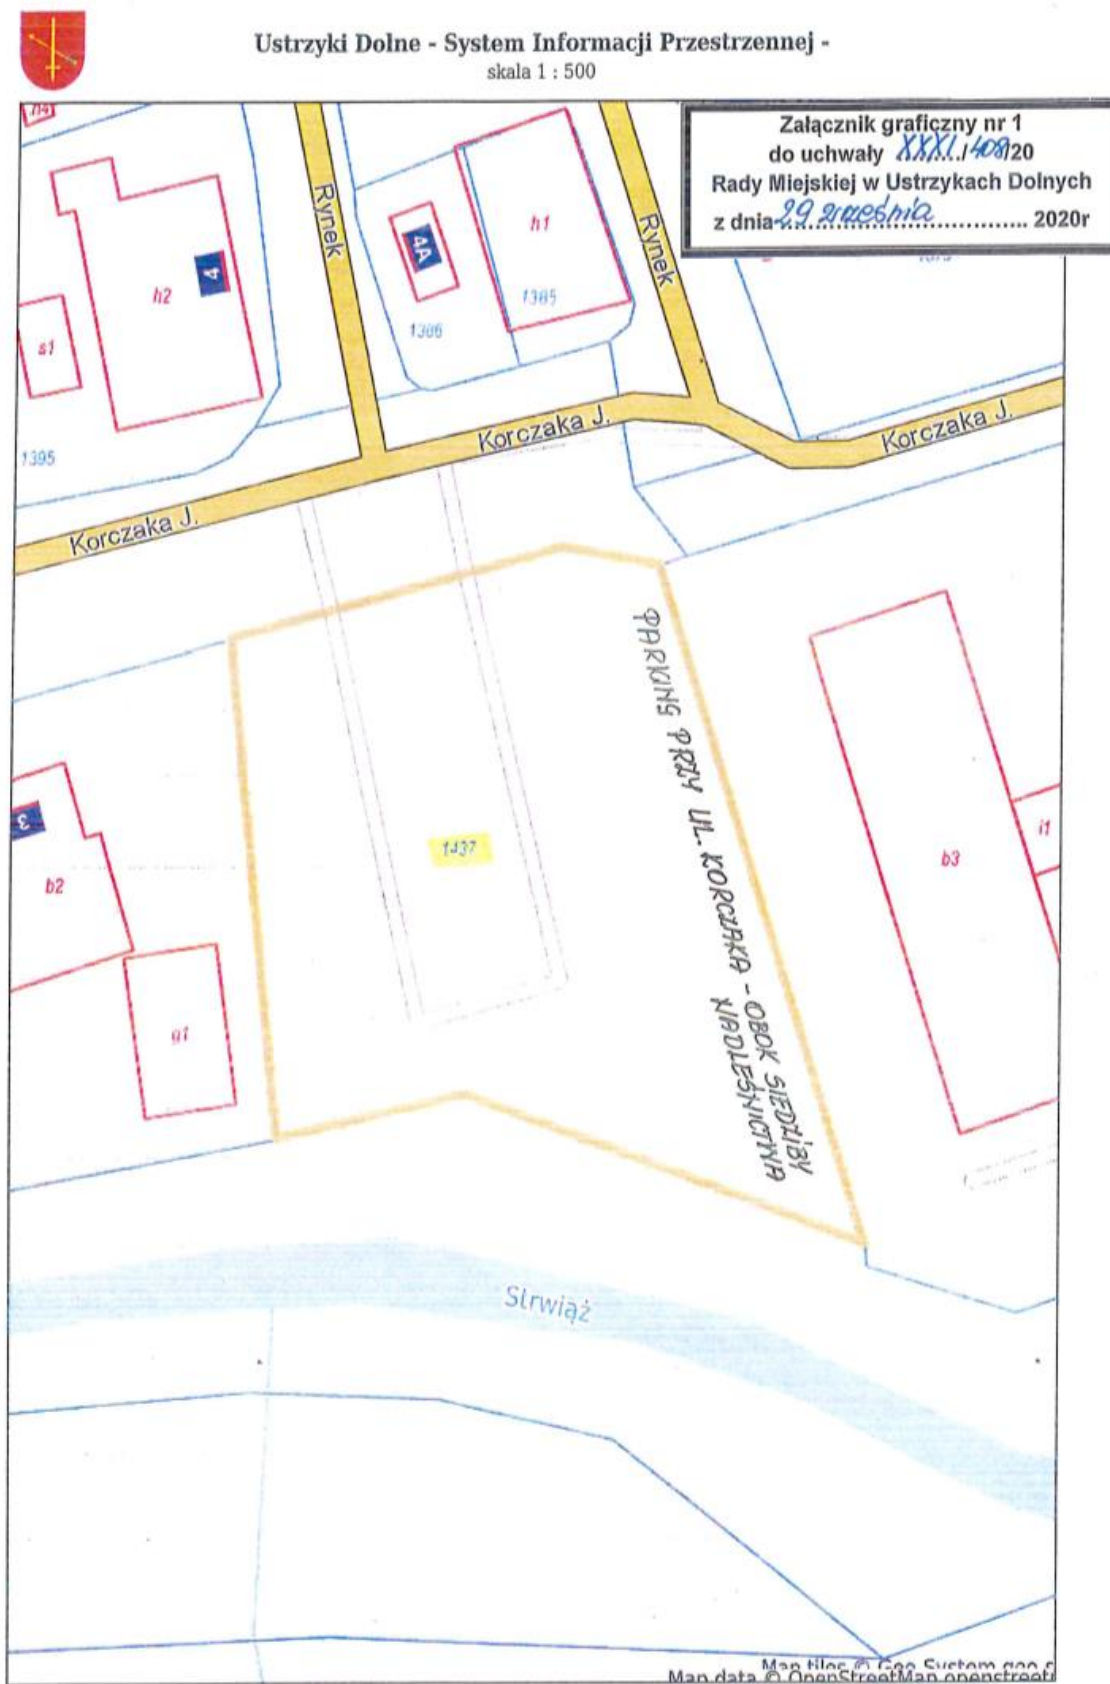 Ustrzyki Dolne - System Informacji Przestrzennej -
skala 1 : 500
Załącznik graficzny nr 1
do uchwały XXXI/408/20
Rady Miejskiej w Ustrzykach Dolnych
z dnia 29 września 2020r
Rynek
Rynek
4A
h1
4
h2
1385
1386
s1
1395
Korczaka J.
Korczaka J.
Korczaka J.
PARKING PRZY UL. KORCZAKA - OBOK SIEDZIBY
NADLEŚNICTWA
3
1437
b2
b3
i1
g1
Strwiąż
Map tiles © Geo System
Map data © OpenStreetMap